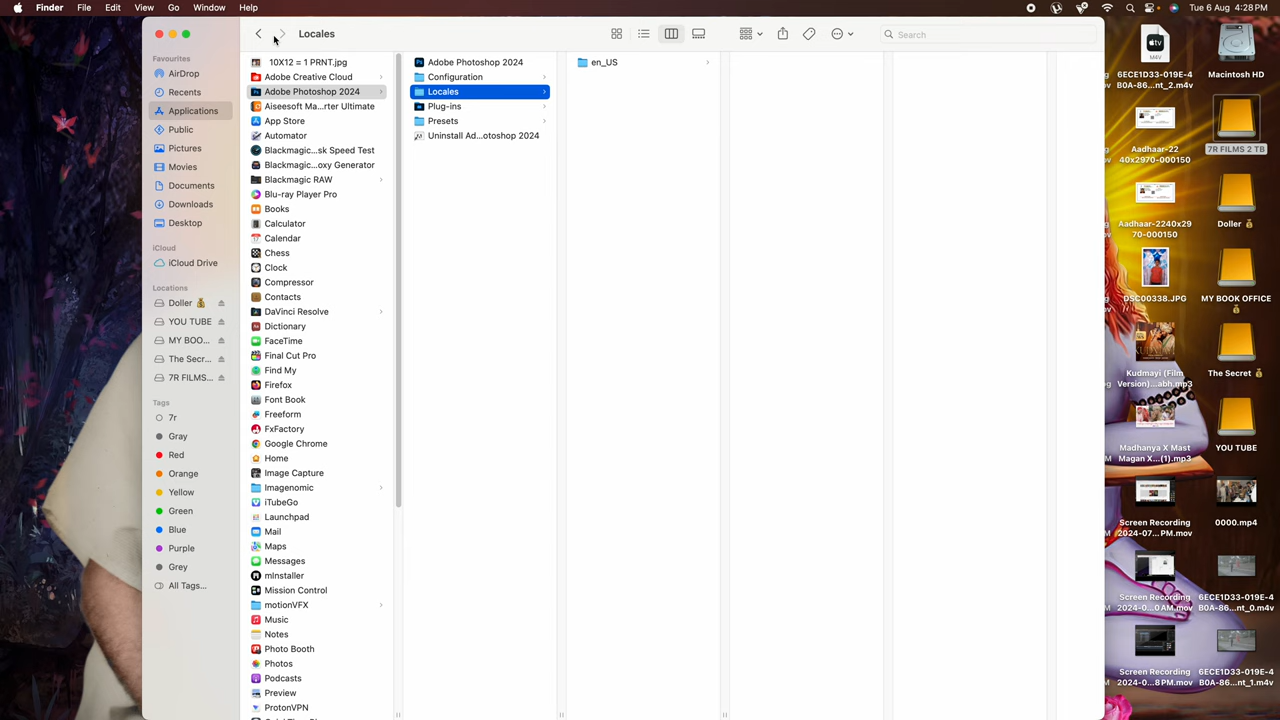 Finder File Edit View Go Window Help
Tue 6 Aug 4:28 PM
Locales
Search
Favourites
AirDrop
Recents
Applications
Public
Pictures
Movies
Documents
Downloads
Desktop
iCloud
iCloud Drive
Locations
Doller
YOU TUBE
MY BOO...
The Secr...
7R FILMS...
Tags
7r
Gray
Red
Orange
Yellow
Green
Blue
Purple
Grey
All Tags...
10X12 = 1 PRNT.jpg
Adobe Creative Cloud
Adobe Photoshop 2024
Aiseesoft Ma...rter Ultimate
App Store
Automator
Blackmagic...sk Speed Test
Blackmagic...oxy Generator
Blackmagic RAW
Blu-ray Player Pro
Books
Calculator
Calendar
Chess
Clock
Compressor
Contacts
DaVinci Resolve
Dictionary
FaceTime
Final Cut Pro
Find My
Firefox
Font Book
Freeform
FxFactory
Google Chrome
Home
Image Capture
Imagenomic
iTubeGo
Launchpad
Mail
Maps
Messages
mInstaller
Mission Control
motionVFX
Music
Notes
Photo Booth
Photos
Podcasts
Preview
ProtonVPN
Adobe Photoshop 2024
Configuration
Locales
Plug-ins
Presets
Uninstall Ad...otoshop 2024
en_US
M4V
6ECE1D33-019E-4
B0A-86...nt_2.m4v
Aadhaar-22
40x2970-000150
Aadhaar-2240x29
70-000150
DSC00338.JPG
Kudmayi (Film
Version)...abh.mp3
Madhanya X Mast
Magan X...(1).mp3
Screen Recording
2024-07...PM.mov
Screen Recording
2024-0...0 AM.mov
Screen Recording
2024-0...8 PM.mov
Macintosh HD
7R FILMS 2 TB
Doller
MY BOOK OFFICE
The Secret
YOU TUBE
0000.mp4
6ECE1D33-019E-4
B0A-86...nt_0.m4v
6ECE1D33-019E-4
B0A-86...nt_1.m4v